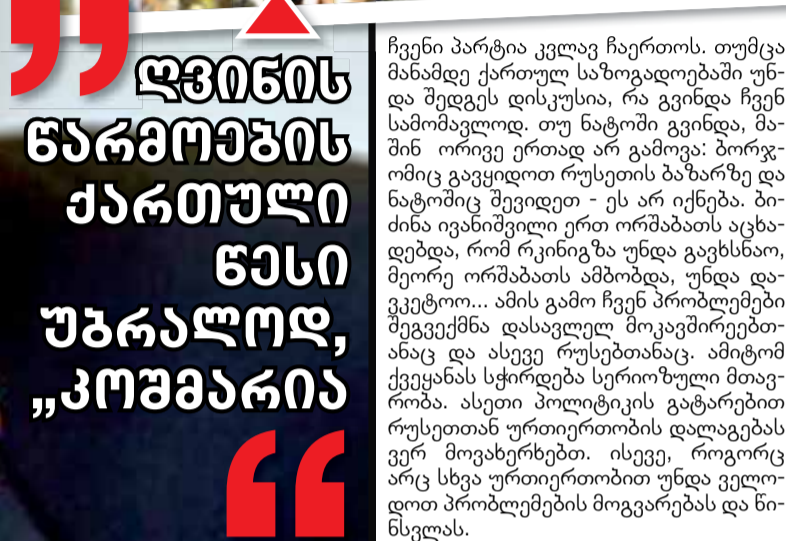 ღვინის
წარმოების
ქართული
წესი
უბრალოდ,
„კოშმარია
ჩვენი პარტია კვლავ ჩაერთოს. თუმცა
მანამდე ქართულ საზოგადოებაში უნ-
და შედგეს დისკუსია, რა გვინდა ჩვენ
სამომავლოდ. თუ ნატოში გვინდა, მა-
შინ ორივე ერთად არ გამოვა: ბორჯ-
ომიც გავყიდოთ რუსეთის ბაზარზე და
ნატოშიც შევიდეთ - ეს არ იქნება. ბი-
ძინა ივანიშვილი ერთ ორშაბათს აცხა-
დებდა, რომ რკინიგზა უნდა გავხსნაო,
მეორე ორშაბათს ამბობდა, უნდა და-
ვკეტოო... ამის გამო ჩვენ პრობლემები
შეგვექმნა დასავლელ მოკავშირეებთ-
ანაც და ასევე რუსებთანაც. ამიტომ
ქვეყანას სჭირდება სერიოზული მთავ-
რობა. ასეთი პოლიტიკის გატარებით
რუსეთთან ურთიერთობის დალაგებას
ვერ მოვახერხებთ. ისევე, როგორც
არც სხვა ურთიერთობით უნდა ველო-
დოთ პრობლემების მოგვარებას და წი-
ნსვლას.